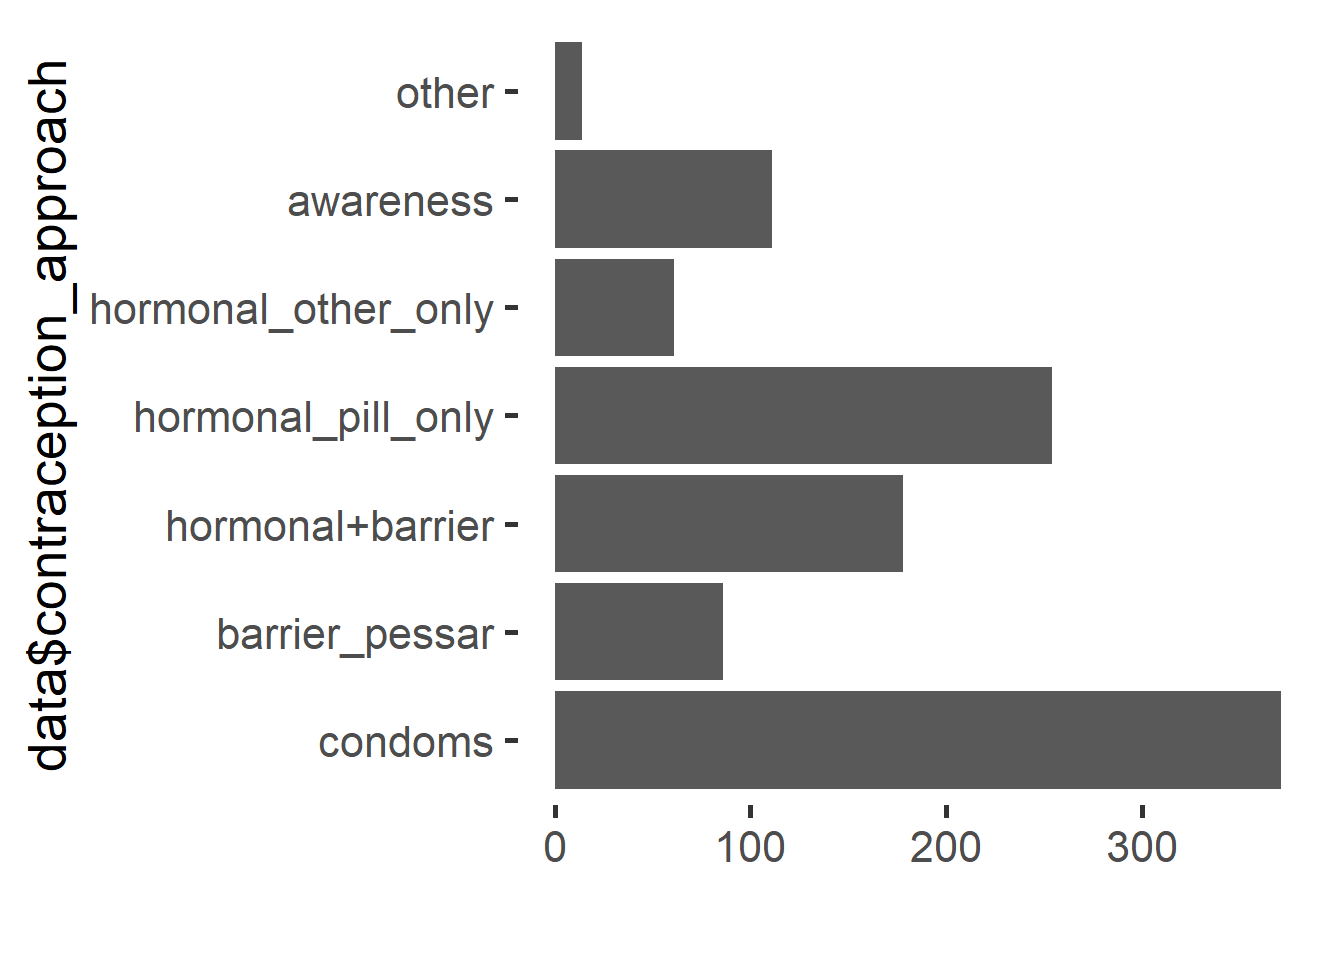 data$contraception_approach
other
awareness
hormonal_other_only
hormonal_pill_only
hormonal+barrier
barrier_pessar
condoms
0 100 200 300